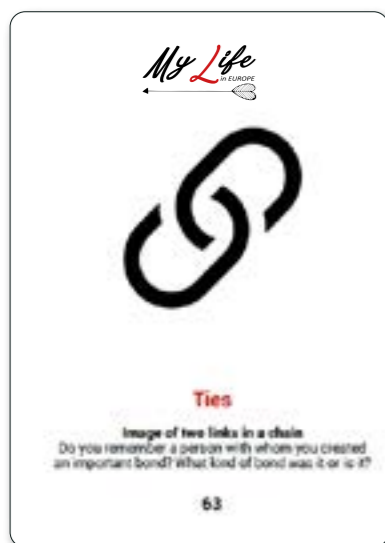 My Life
in EUROPE
Ties
Image of two links in a chain
Do you remember a person with whom you created
an important bond? What kind of bond was it or is it?
63